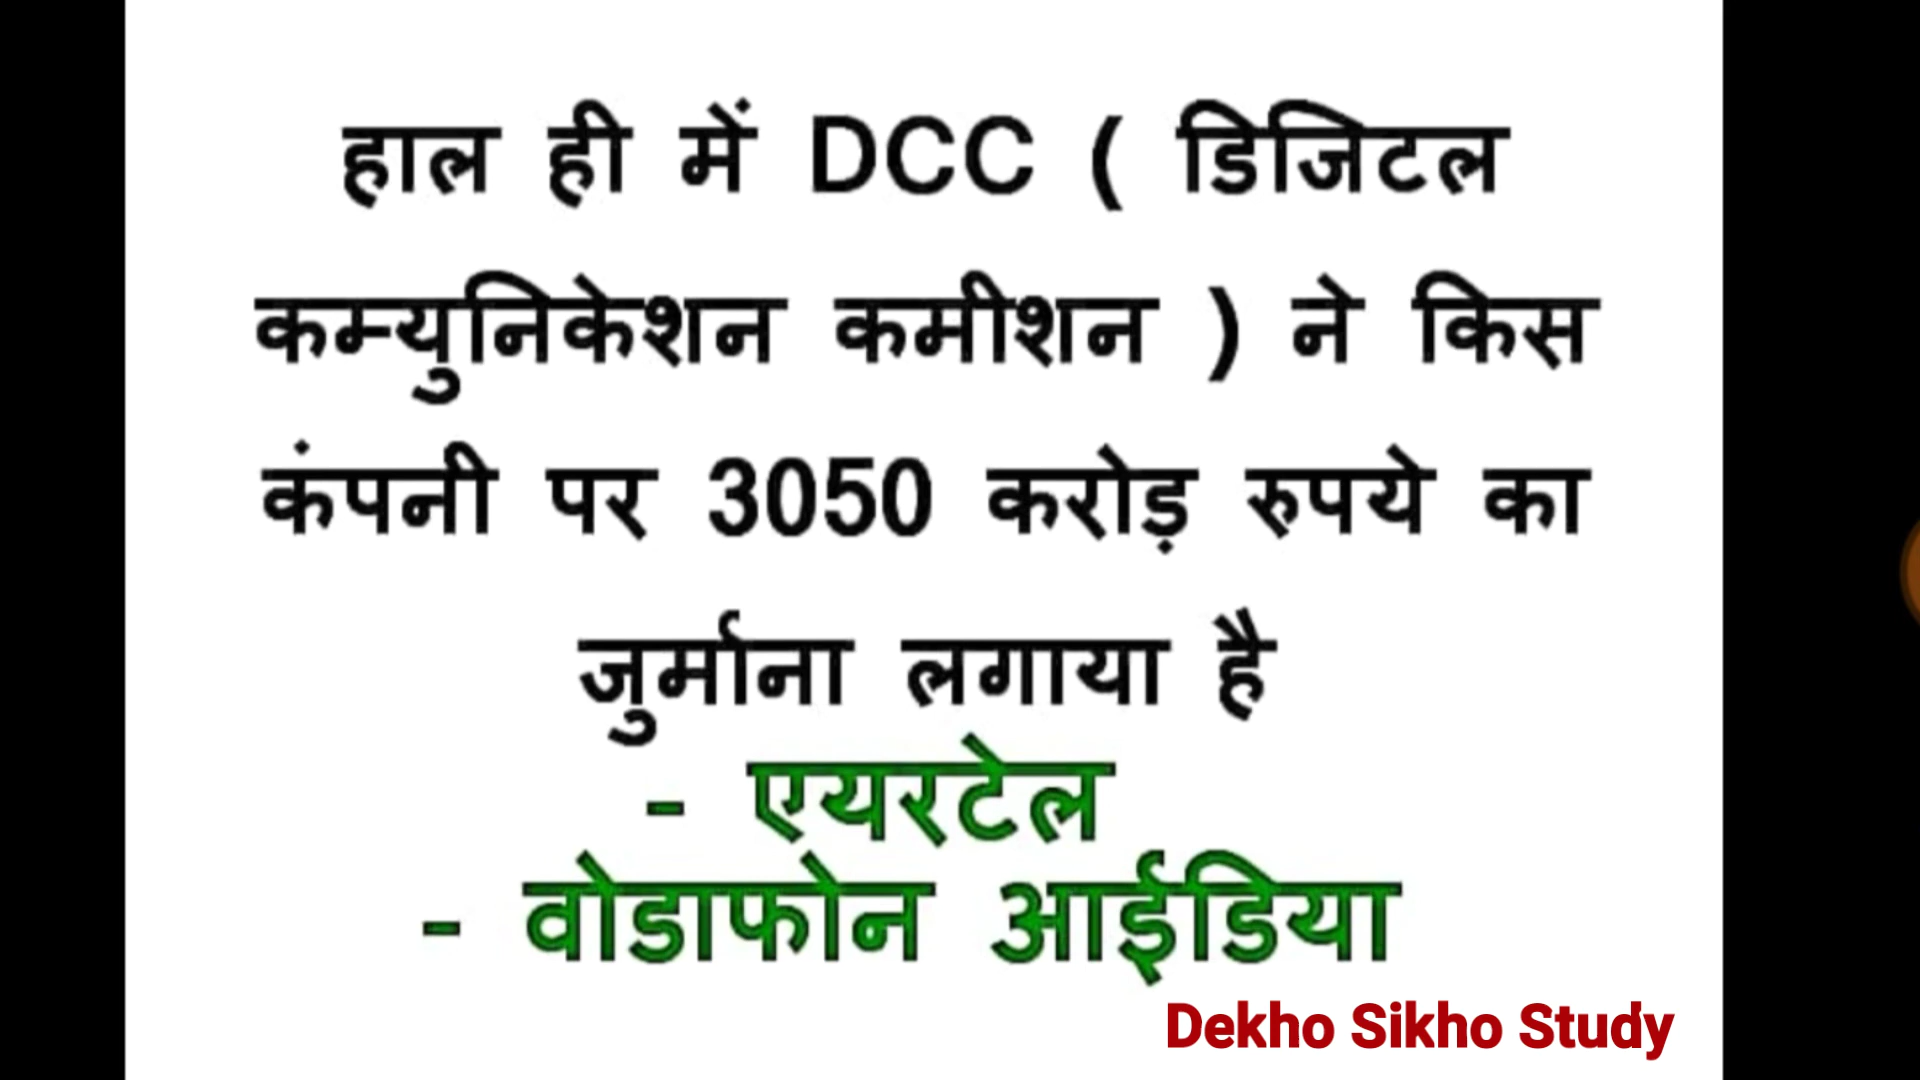 हाल ही में DCC ( डिजिटल
कम्युनिकेशन कमीशन ) ने किस
कंपनी पर 3050 करोड़ रुपये का
जुर्माना लगाया है
- एयरटेल
- वोडाफोन आईडिया
Dekho Sikho Study